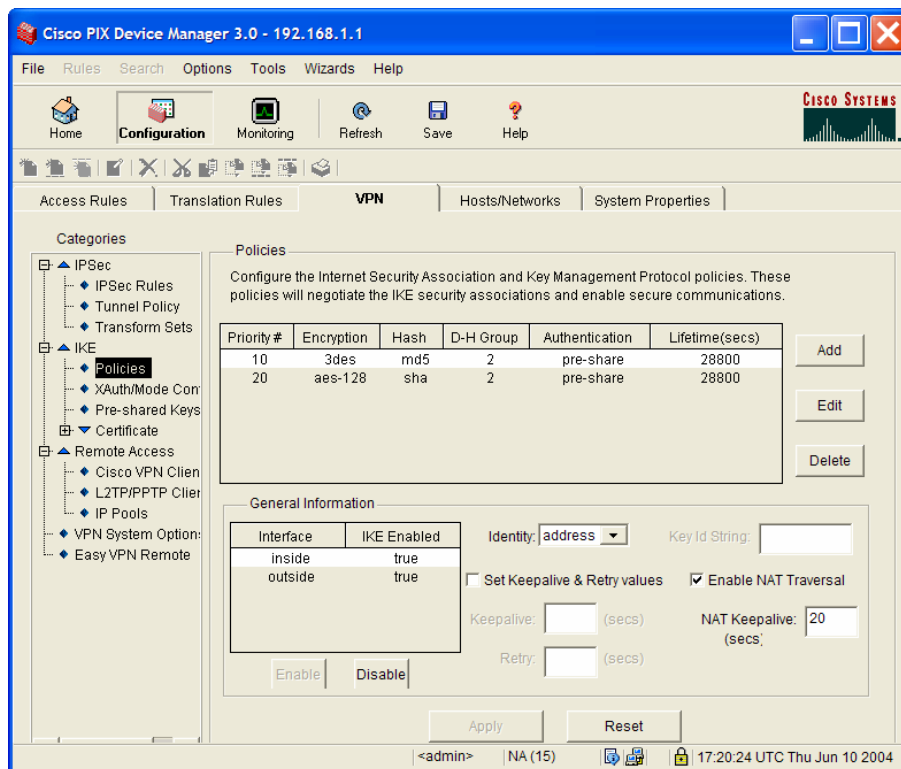 Cisco PIX Device Manager 3.0 - 192.168.1.1
File Rules Search Options Tools Wizards Help
Home Configuration Monitoring Refresh Save Help
CISCO SYSTEMS
Access Rules Translation Rules VPN Hosts/Networks System Properties
Categories
IPSec
IPSec Rules
Tunnel Policy
Transform Sets
IKE
Policies
XAuth/Mode Con
Pre-shared Keys
Certificate
Remote Access
Cisco VPN Clien
L2TP/PPTP Clier
IP Pools
VPN System Option
Easy VPN Remote
Policies
Configure the Internet Security Association and Key Management Protocol policies. These
policies will negotiate the IKE security associations and enable secure communications.
Priority # Encryption Hash D-H Group Authentication Lifetime(secs)
10 3des md5 2 pre-share 28800
20 aes-128 sha 2 pre-share 28800
Add
Edit
Delete
General Information
Interface IKE Enabled
inside true
outside true
Enable Disable
Identity: address Key Id String:
Set Keepalive & Retry values Enable NAT Traversal
Keepalive: (secs) NAT Keepalive: 20
(secs)
Retry: (secs)
Apply Reset
<admin> NA (15) 17:20:24 UTC Thu Jun 10 2004